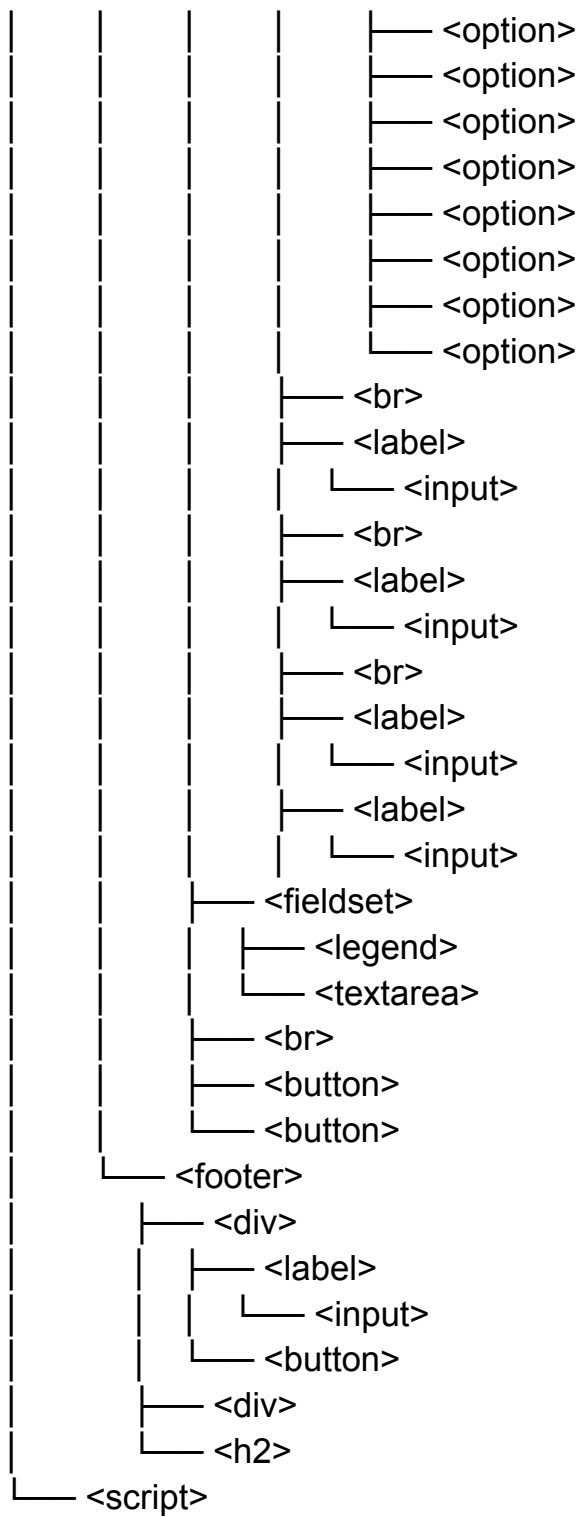 <option>
<option>
<option>
<option>
<option>
<option>
<option>
<option>
<br>
<label>
<input>
<br>
<label>
<input>
<br>
<label>
<input>
<label>
<input>
<fieldset>
<legend>
<textarea>
<br>
<button>
<button>
<footer>
<div>
<label>
<input>
<button>
<div>
<h2>
<script>